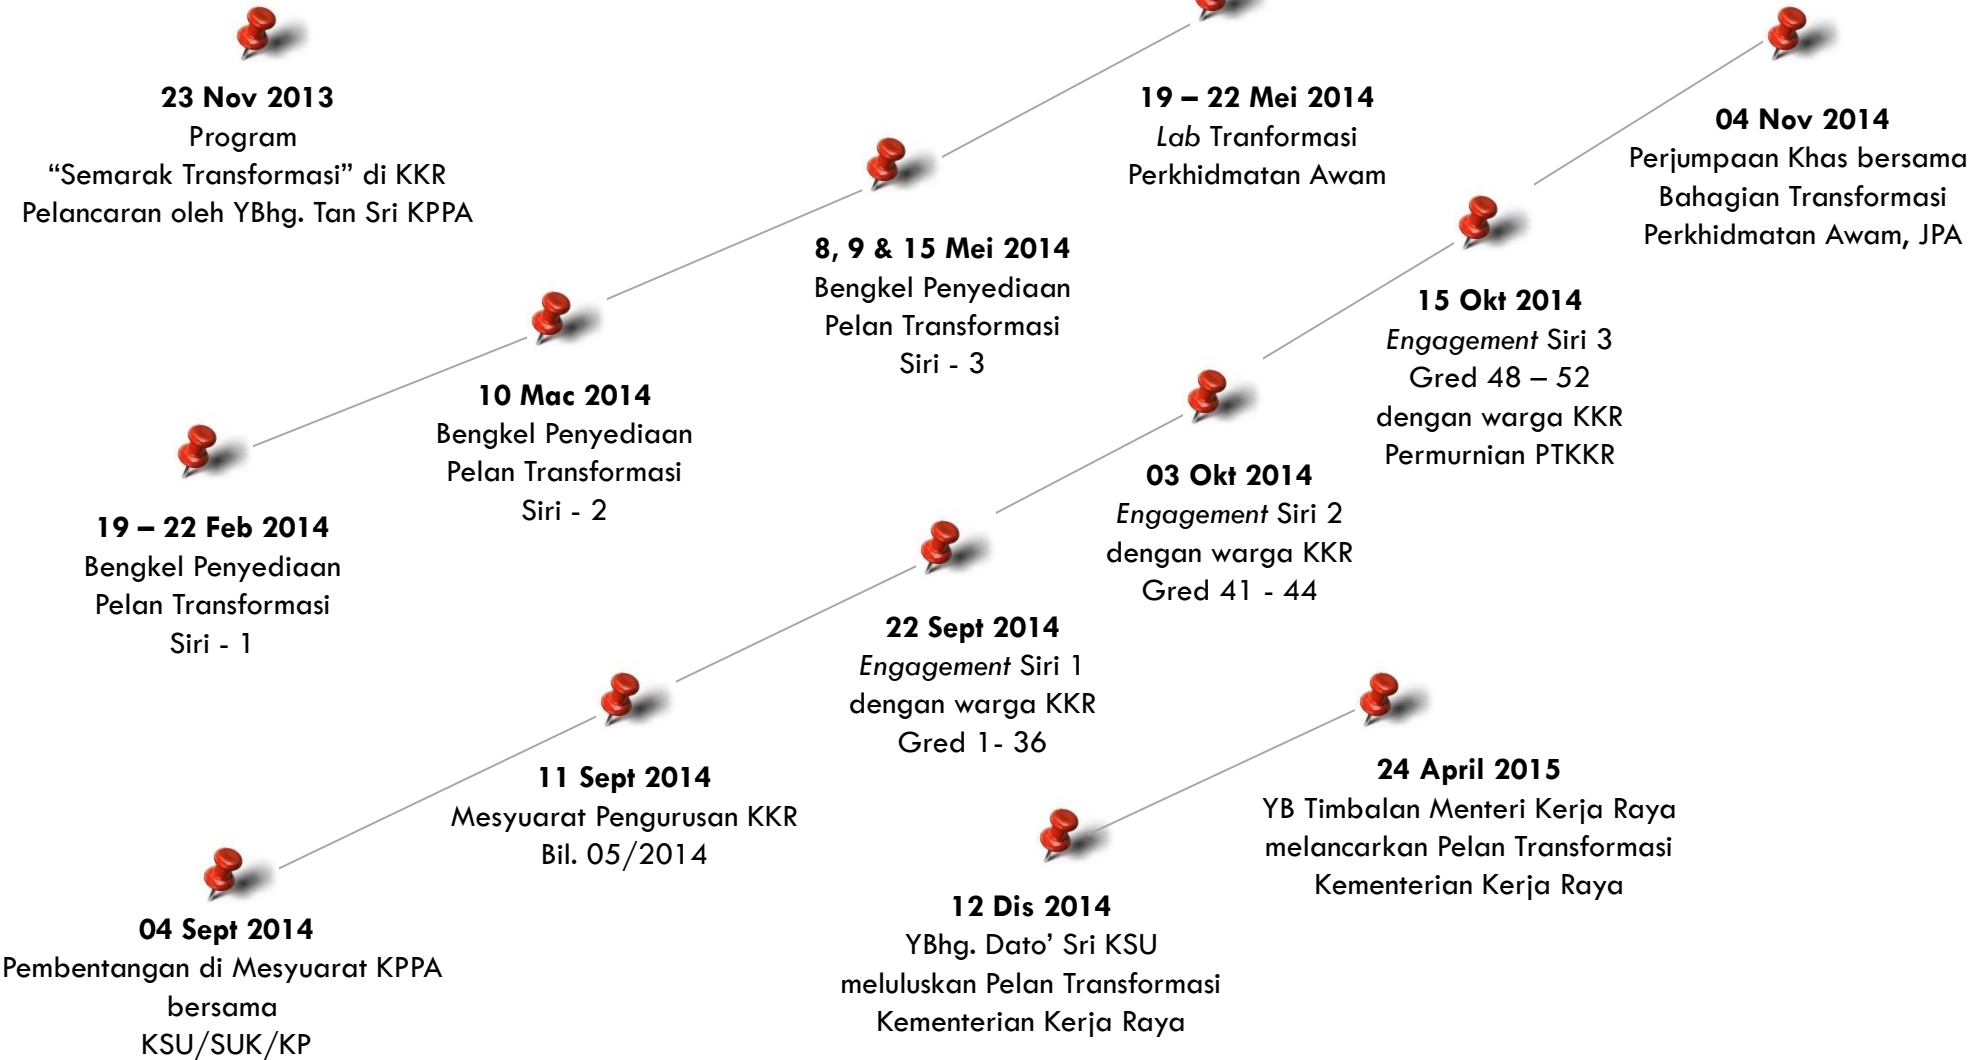 23 Nov 2013
Program
“Semarak Transformasi” di KKR
Pelancaran oleh YBhg. Tan Sri KPPA
19 – 22 Feb 2014
Bengkel Penyediaan
Pelan Transformasi
Siri - 1
10 Mac 2014
Bengkel Penyediaan
Pelan Transformasi
Siri - 2
8, 9 & 15 Mei 2014
Bengkel Penyediaan
Pelan Transformasi
Siri - 3
19 – 22 Mei 2014
Lab Tranformasi
Perkhidmatan Awam
04 Sept 2014
Pembentangan di Mesyuarat KPPA
bersama
KSU/SUK/KP
11 Sept 2014
Mesyuarat Pengurusan KKR
Bil. 05/2014
22 Sept 2014
Engagement Siri 1
dengan warga KKR
Gred 1- 36
03 Okt 2014
Engagement Siri 2
dengan warga KKR
Gred 41 - 44
15 Okt 2014
Engagement Siri 3
Gred 48 – 52
dengan warga KKR
Permurnian PTKKR
04 Nov 2014
Perjumpaan Khas bersama
Bahagian Transformasi
Perkhidmatan Awam, JPA
12 Dis 2014
YBhg. Dato’ Sri KSU
meluluskan Pelan Transformasi
Kementerian Kerja Raya
24 April 2015
YB Timbalan Menteri Kerja Raya
melancarkan Pelan Transformasi
Kementerian Kerja Raya